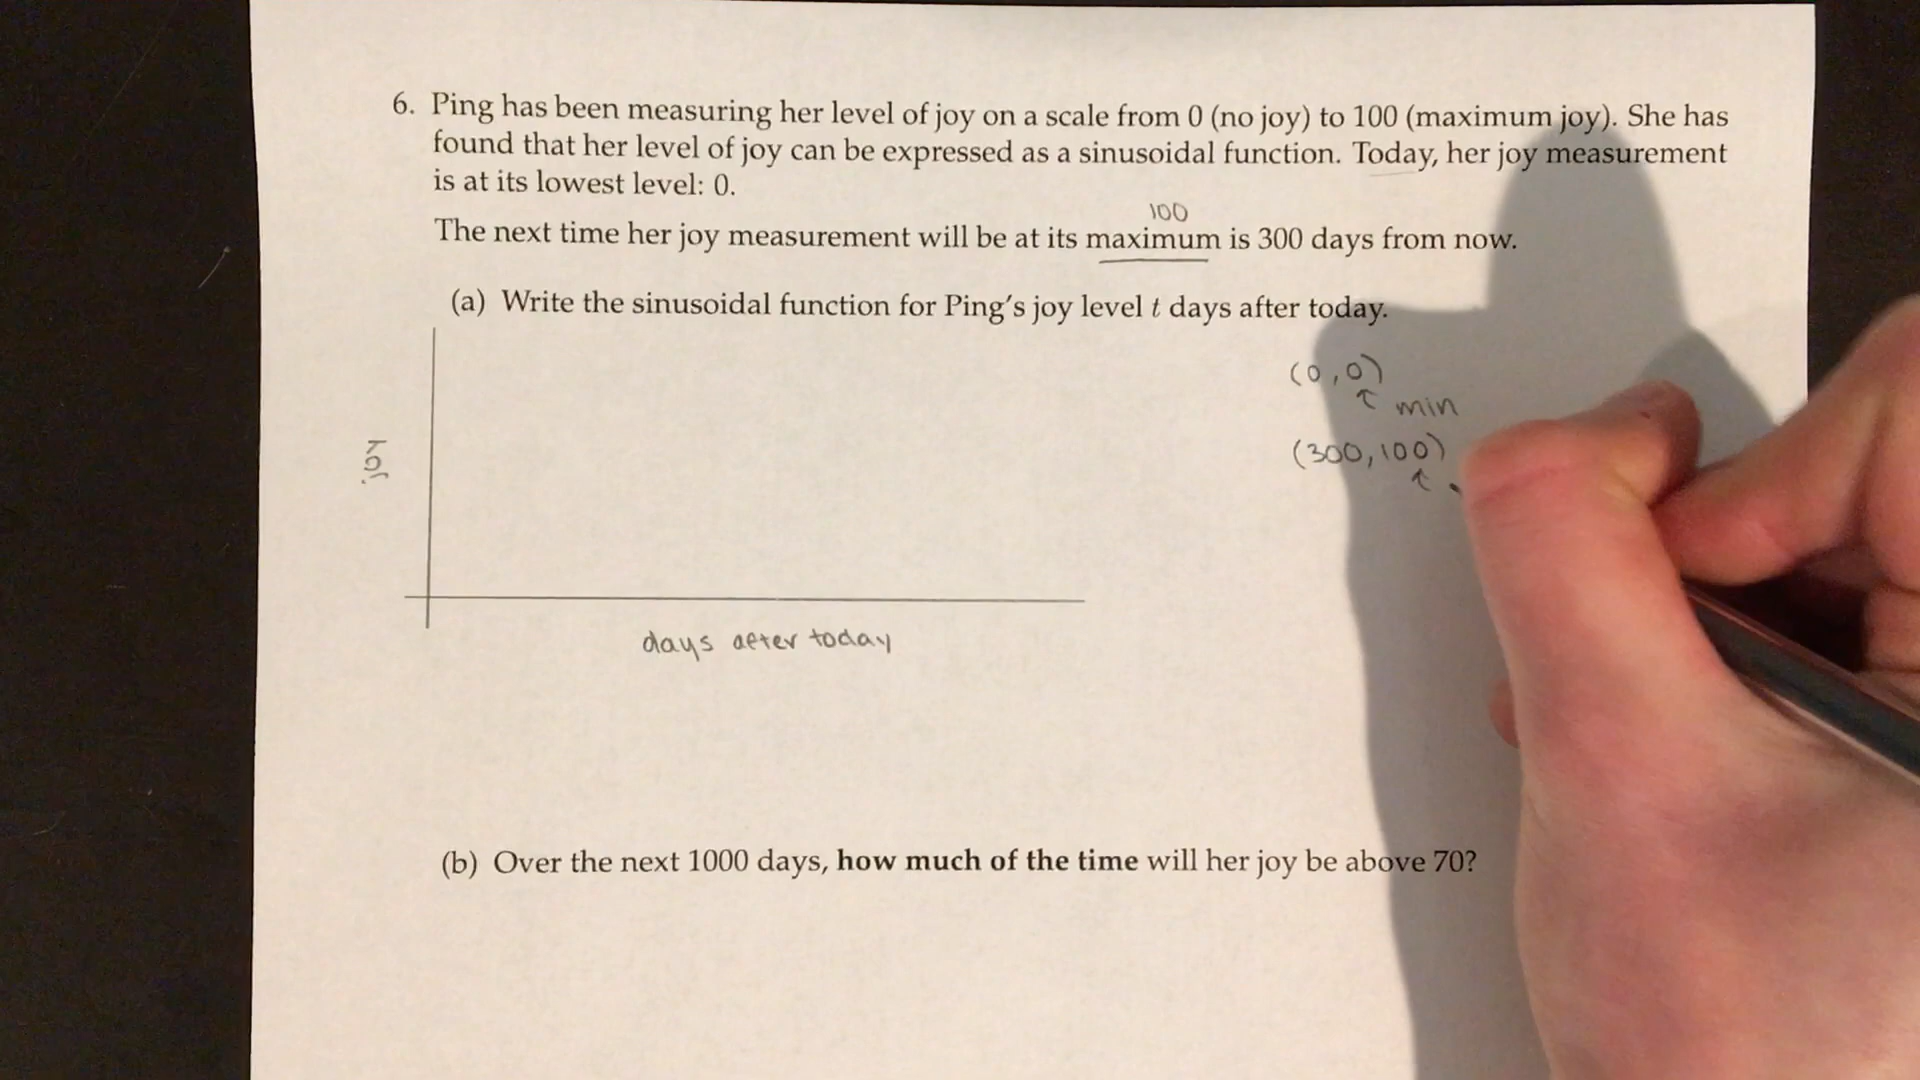 6. Ping has been measuring her level of joy on a scale from 0 (no joy) to 100 (maximum joy). She has
found that her level of joy can be expressed as a sinusoidal function. Today, her joy measurement
is at its lowest level: 0.
100
The next time her joy measurement will be at its maximum is 300 days from now.
(a) Write the sinusoidal function for Ping's joy level t days after today.
(0,0)
↑ min
(300,100)
↑
joy
days after today
(b) Over the next 1000 days, how much of the time will her joy be above 70?